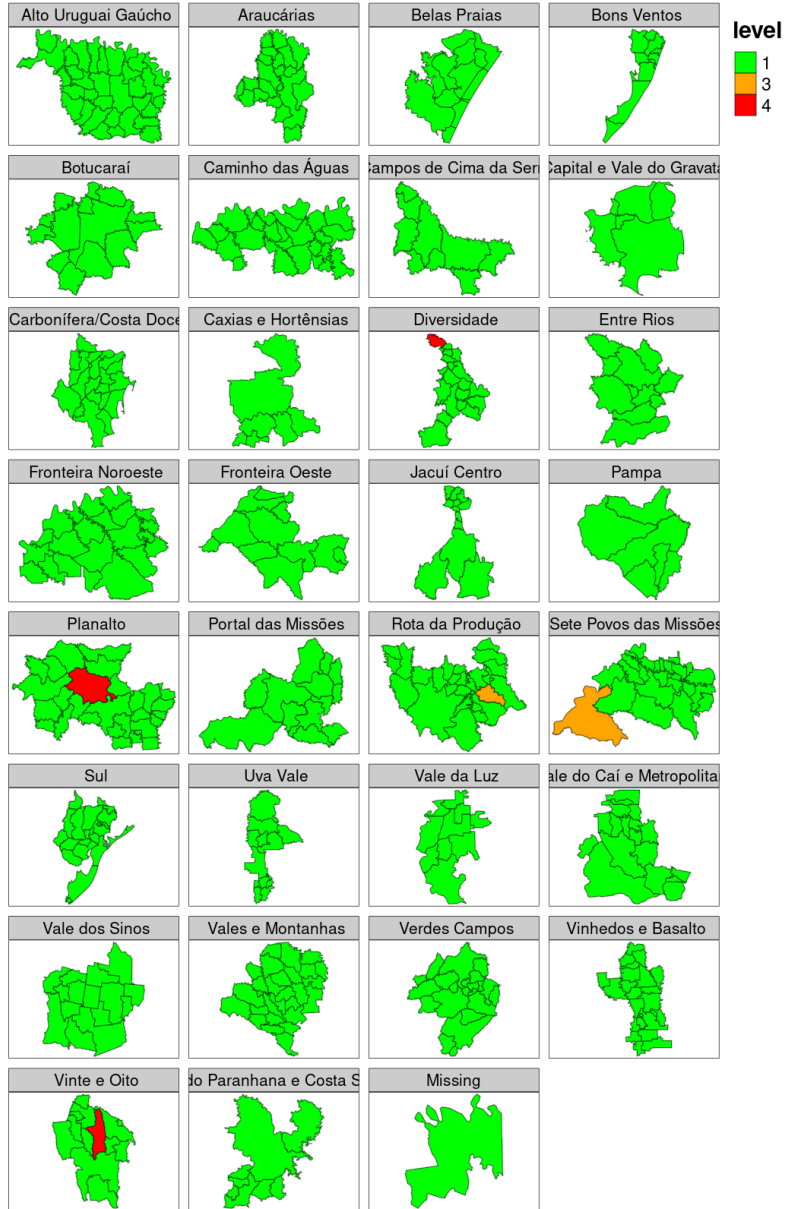 Alto Uruguai Gaúcho
Araucárias
Belas Praias
Bons Ventos
level
1
3
4
Botucaraí
Caminho das Águas
Campos de Cima da Serr
Capital e Vale do Gravata
Carbonífera/Costa Doce
Caxias e Hortênsias
Diversidade
Entre Rios
Fronteira Noroeste
Fronteira Oeste
Jacuí Centro
Pampa
Planalto
Portal das Missões
Rota da Produção
Sete Povos das Missões
Sul
Uva Vale
Vale da Luz
ale do Caí e Metropolita
Vale dos Sinos
Vales e Montanhas
Verdes Campos
Vinhedos e Basalto
Vinte e Oito
do Paranhana e Costa S
Missing